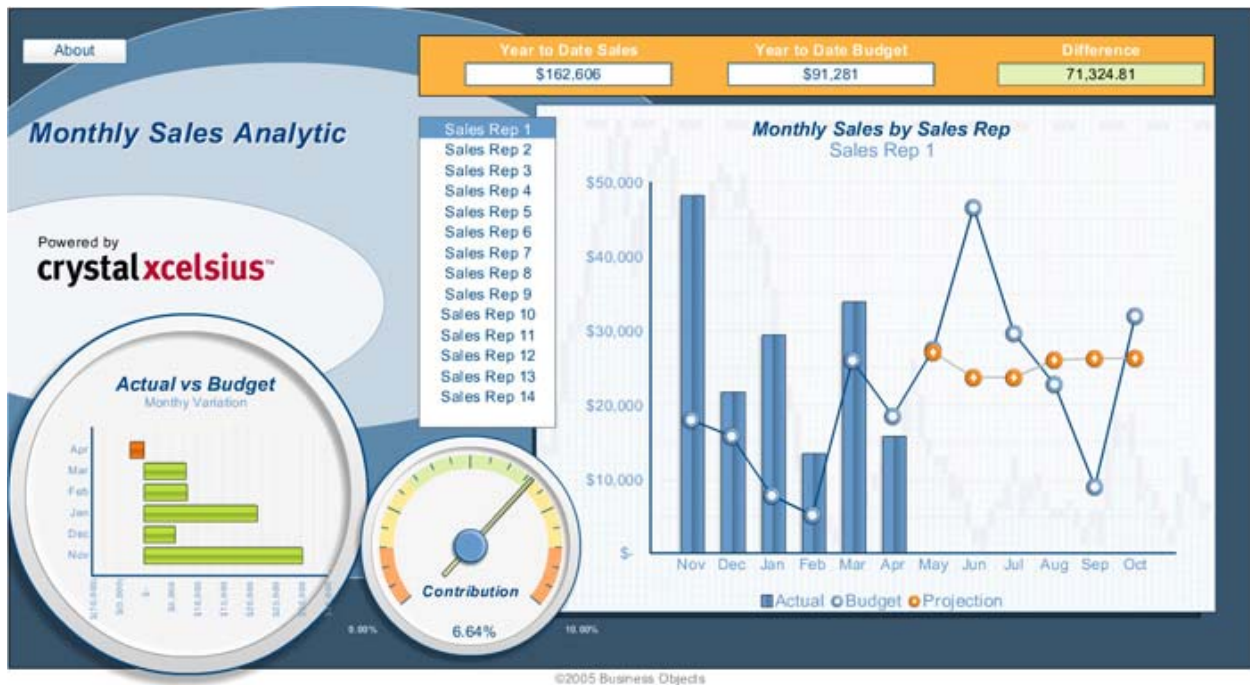 About
Year to Date Sales
Year to Date Budget
Difference
$162,606
$91,281
71,324.81
Monthly Sales Analytic
Sales Rep 1
Sales Rep 2
Sales Rep 3
Sales Rep 4
Sales Rep 5
Sales Rep 6
Sales Rep 7
Sales Rep 8
Sales Rep 9
Sales Rep 10
Sales Rep 11
Sales Rep 12
Sales Rep 13
Sales Rep 14
Monthly Sales by Sales Rep
Sales Rep 1
$50,000
$40,000
$30,000
$20,000
$10,000
$-
Nov Dec Jan Feb Mar Apr May Jun Jul Aug Sep Oct
Actual Budget Projection
Powered by
crystal xcelsius™
Actual vs Budget
Monthy Variation
Apr
Mar
Feb
Jan
Dec
Nov
Contribution
6.64%
0.00%
10.00%
©2005 Business Objects